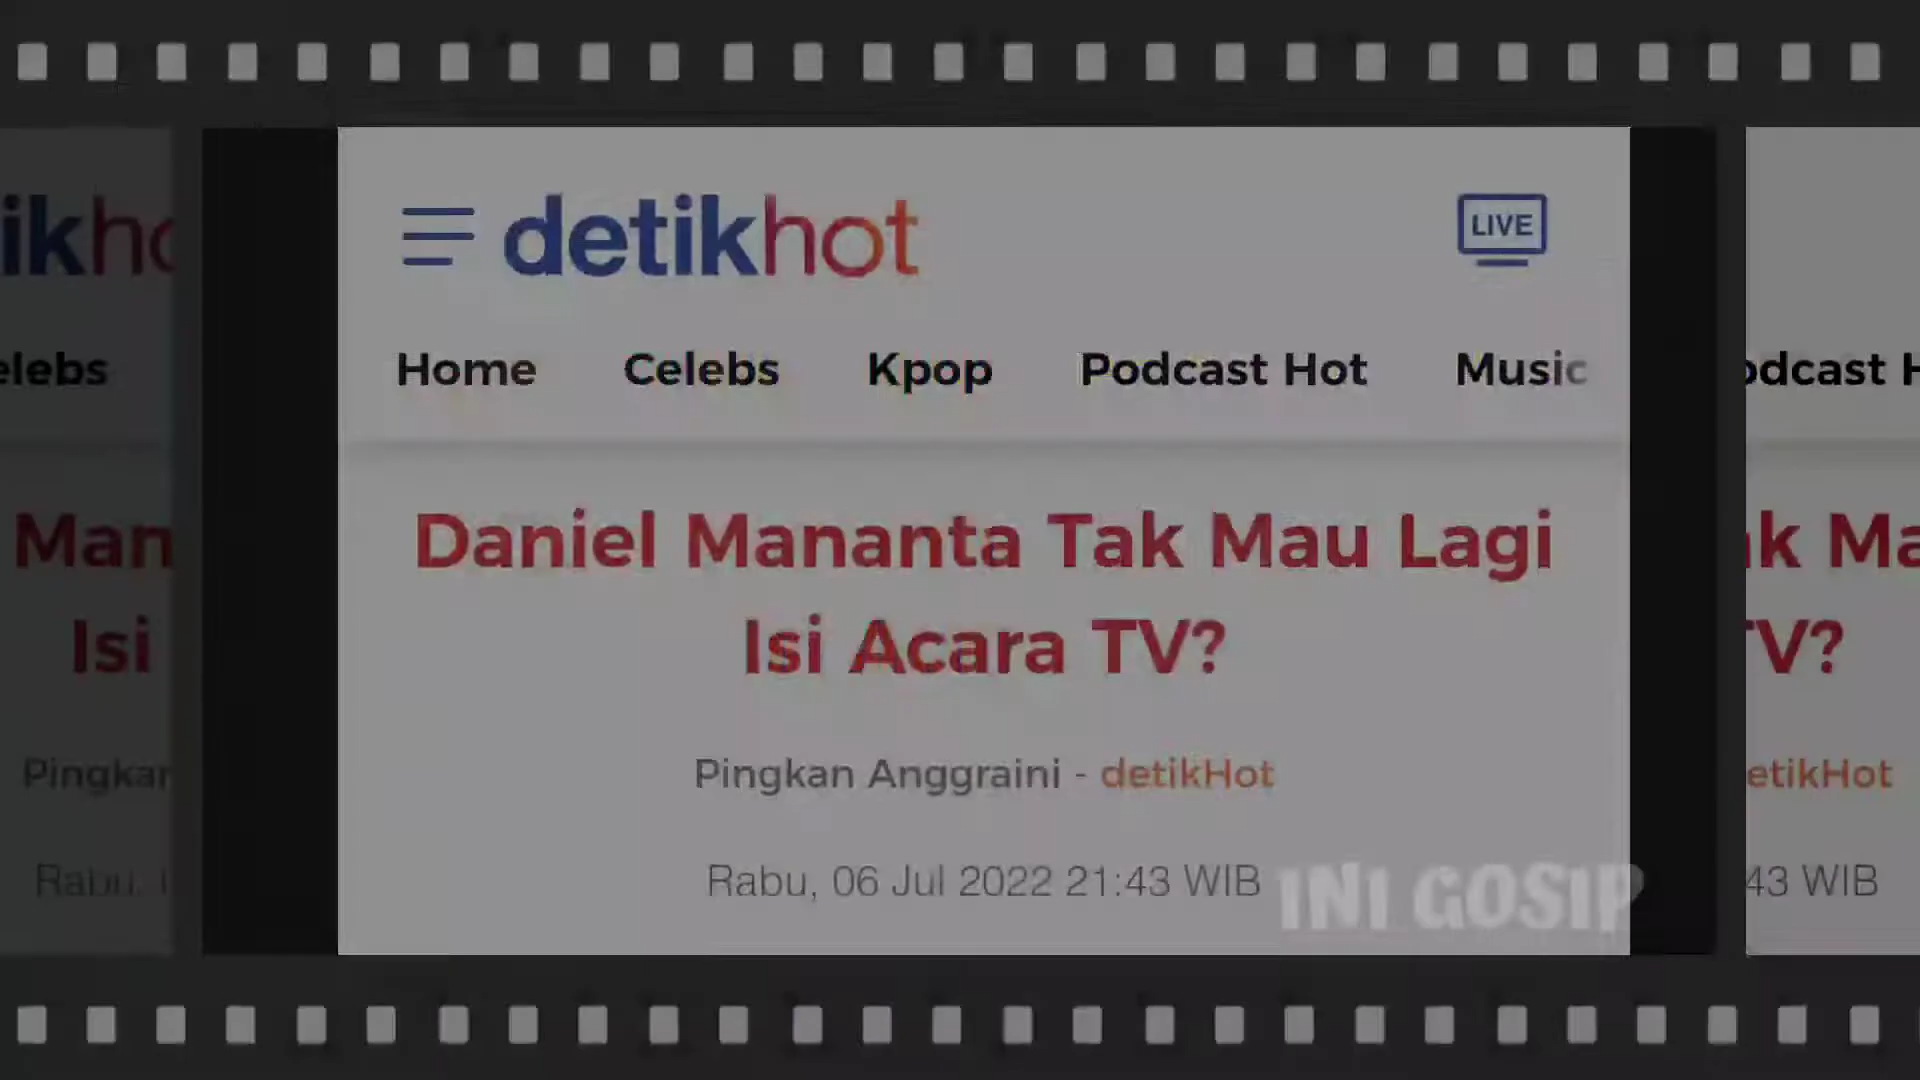 detikhot
LIVE
Home Celebs Kpop Podcast Hot Music
Daniel Mananta Tak Mau Lagi
Isi Acara TV?
Pingkan Anggraini - detikHot
Rabu, 06 Jul 2022 21:43 WIB
INI GOSIP